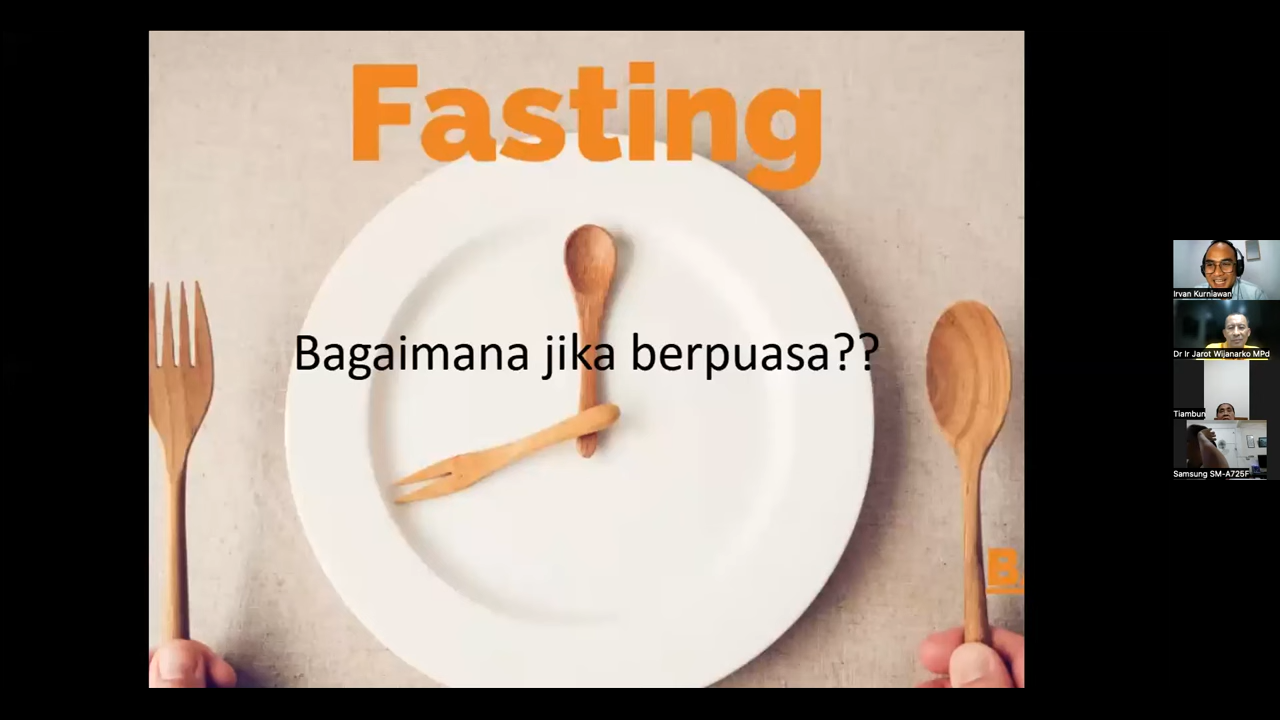 Fasting
Bagaimana jika berpuasa??
B
Irvan Kurniawan
Dr Ir Jarot Wijanarko MPd
Tiambun
Samsung SM-A725F